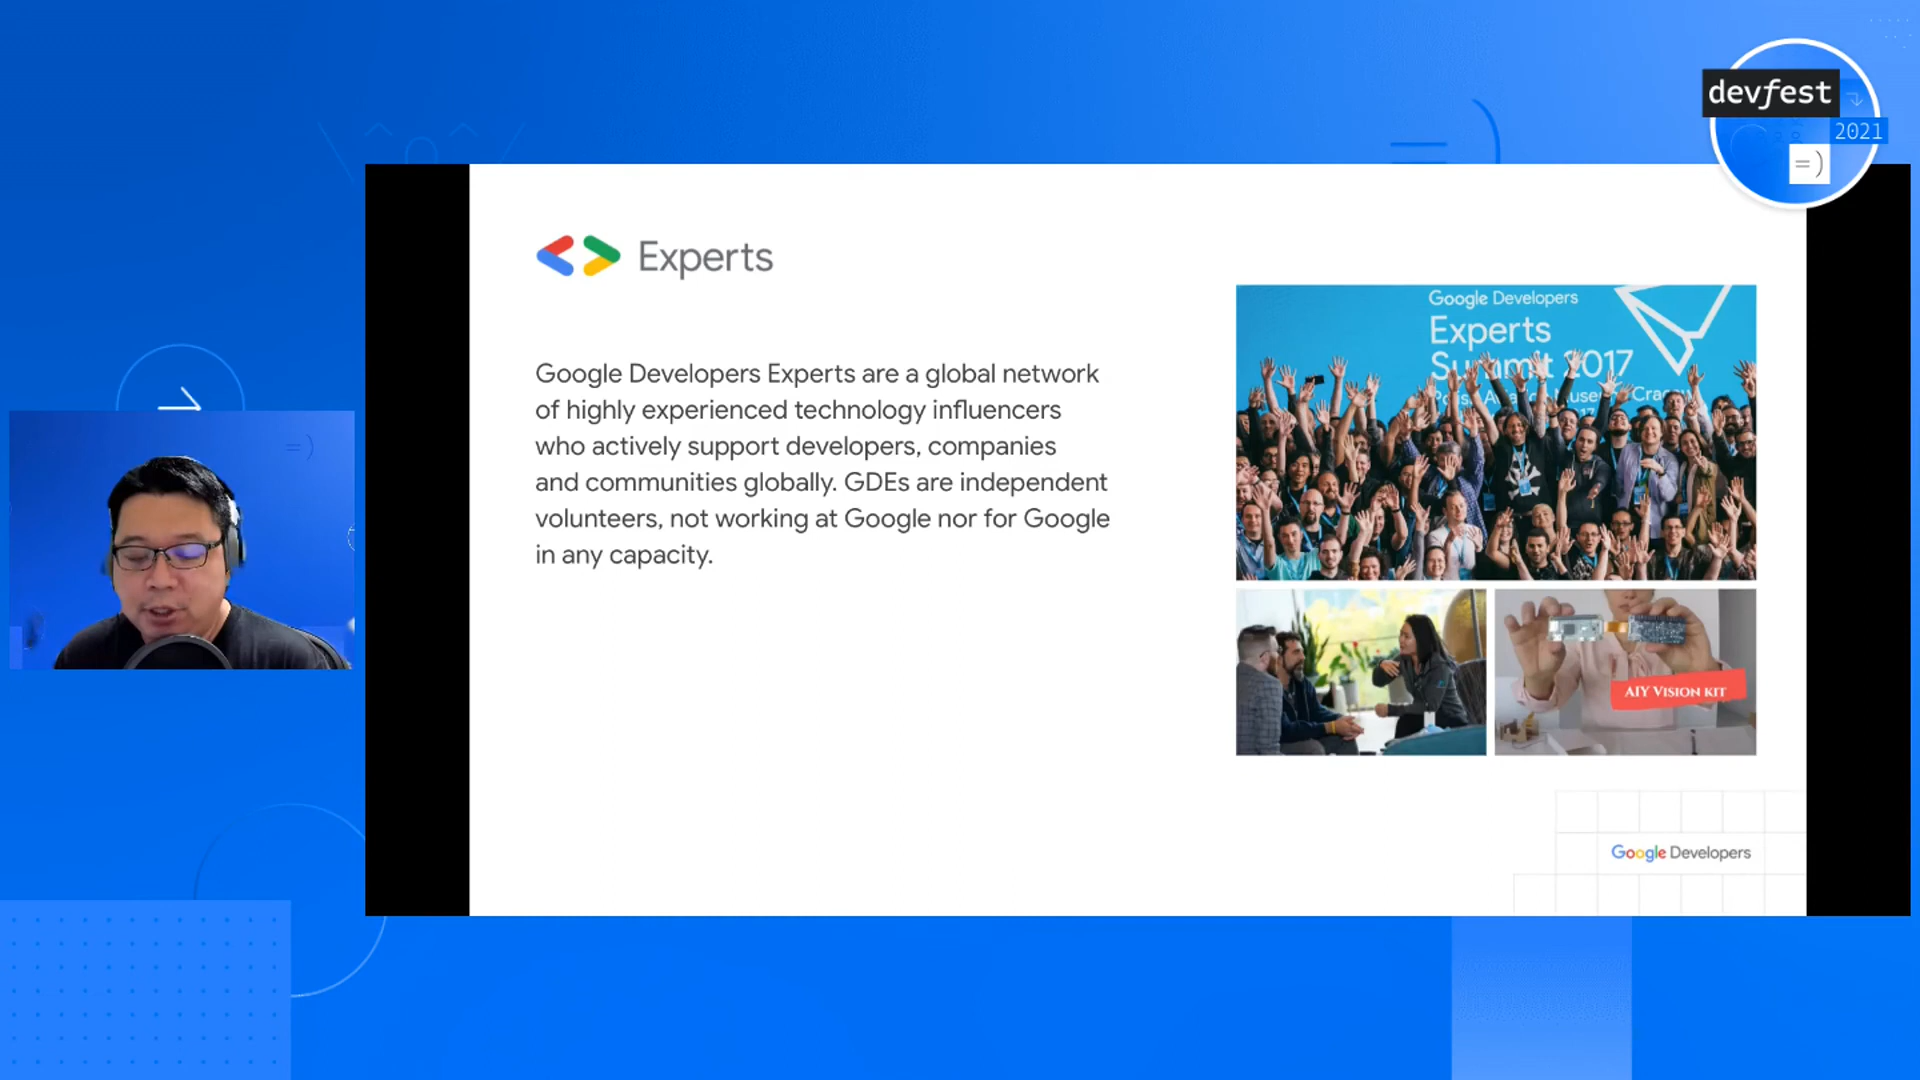 devfest
2021
=)
Experts
Google Developers Experts are a global network
of highly experienced technology influencers
who actively support developers, companies
and communities globally. GDEs are independent
volunteers, not working at Google nor for Google
in any capacity.
Google Developers
Experts
Summit 2017
AIY VISION KIT
Google Developers